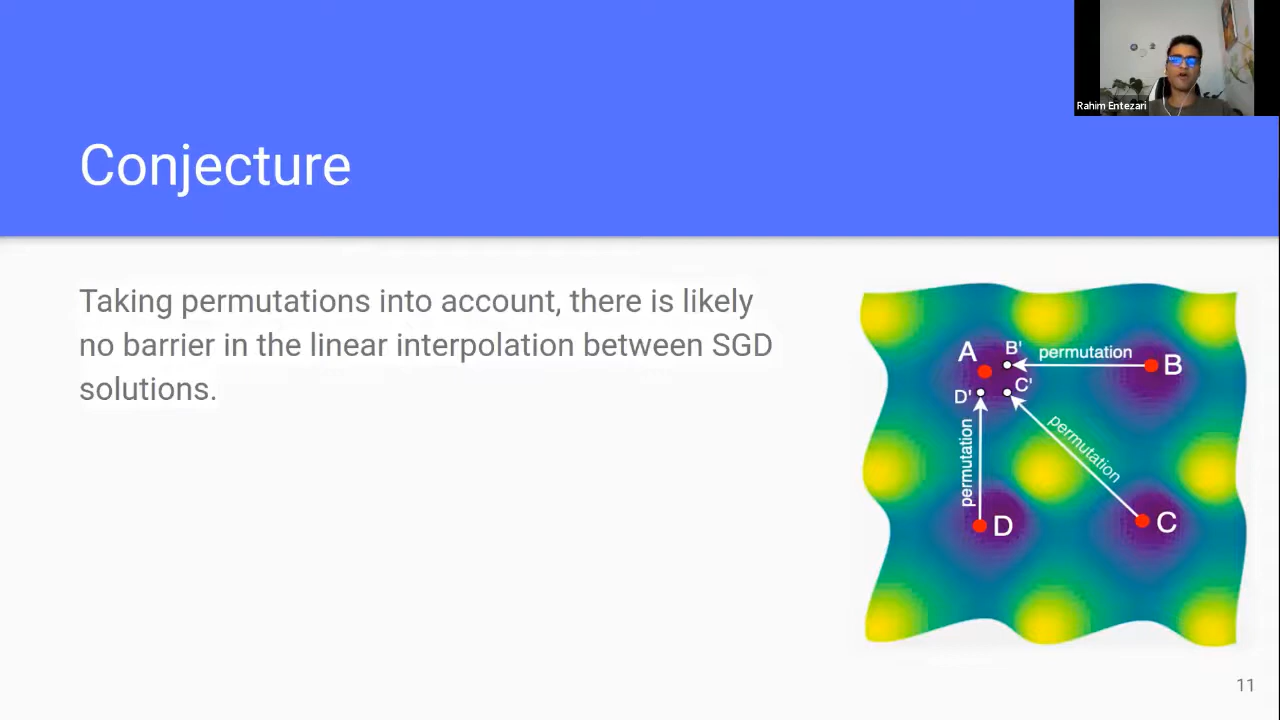 Rahim Entezari
Conjecture
Taking permutations into account, there is likely
no barrier in the linear interpolation between SGD
solutions.
A
B'
permutation
B
D'
C'
permutation
permutation
D
C
11